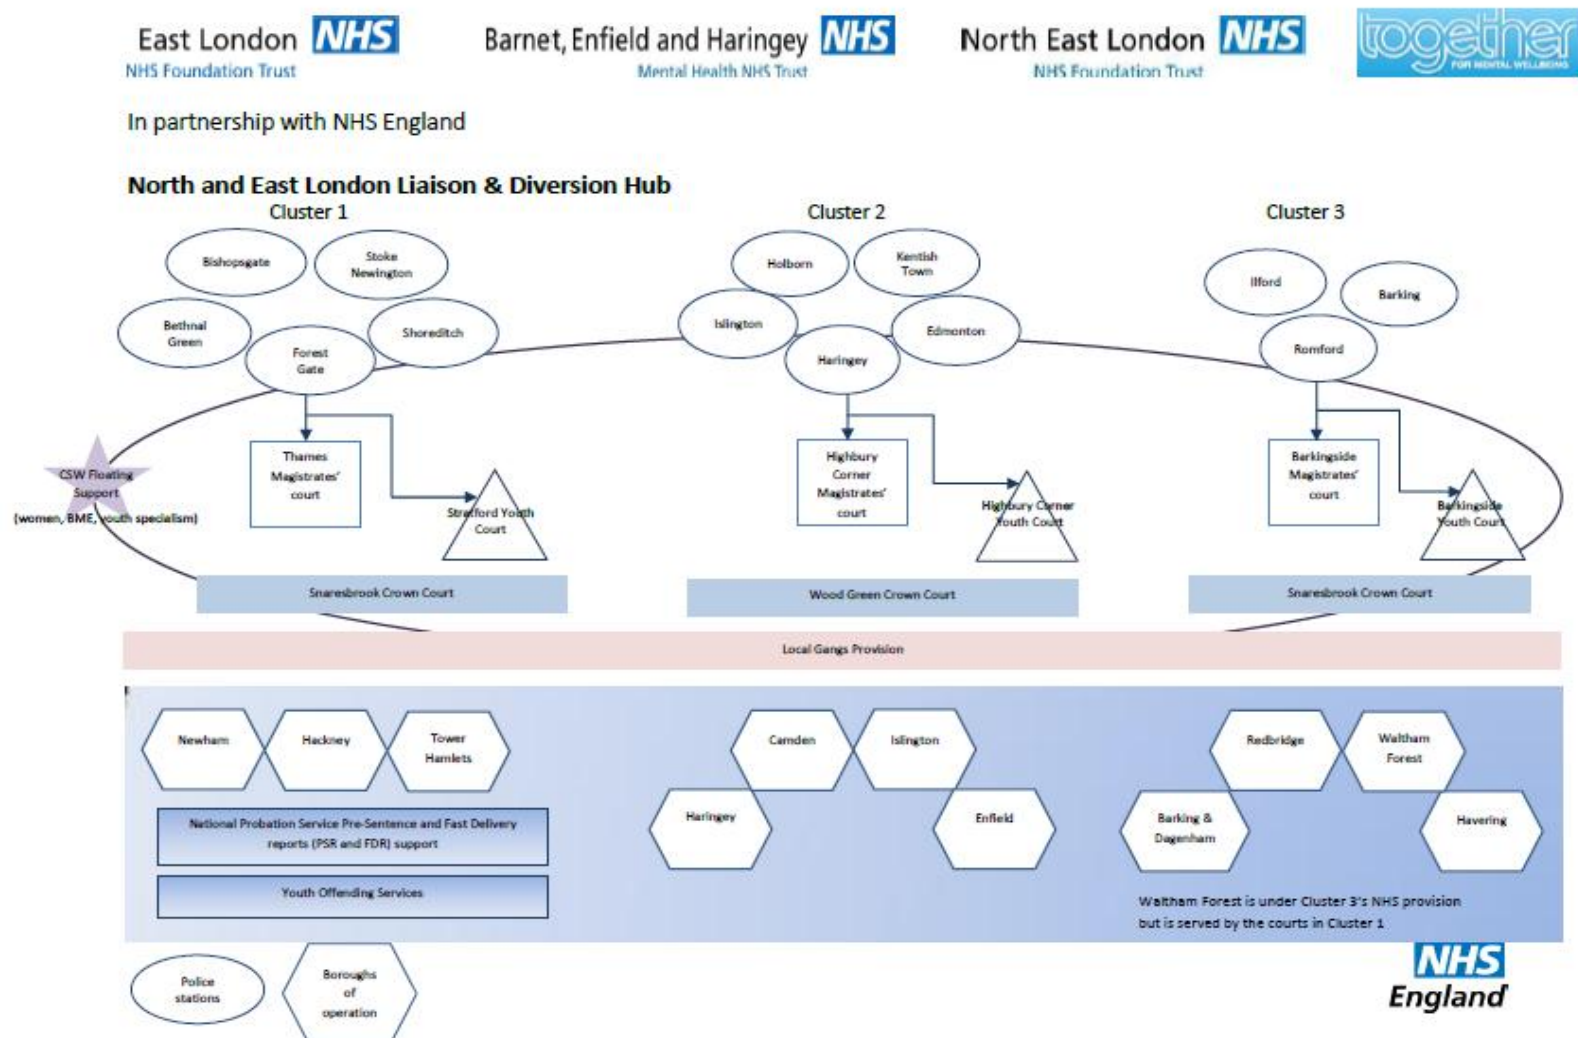 East London NHS
NHS Foundation Trust
Barnet, Enfield and Haringey NHS
Mental Health NHS Trust
North East London NHS
NHS Foundation Trust
together
FOR MENTAL WELLBEING
In partnership with NHS England
North and East London Liaison & Diversion Hub
Cluster 1
Cluster 2
Cluster 3
Bishopsgate
Stoke
Newington
Bethnal
Green
Shoreditch
Forest
Gate
Holborn
Kentish
Town
Islington
Edmonton
Haringey
Ilford
Barking
Romford
CSW Floating
Support
(women, BME, youth specialism)
Thames
Magistrates'
court
Stratford Youth
Court
Highbury
Corner
Magistrates'
court
Highbury Corner
Youth Court
Barkingside
Magistrates'
court
Barkingside
Youth Court
Snaresbrook Crown Court
Wood Green Crown Court
Snaresbrook Crown Court
Local Gangs Provision
Newham
Hackney
Tower
Hamlets
Camden
Islington
Haringey
Enfield
Redbridge
Waltham
Forest
Barking &
Dagenham
Havering
National Probation Service Pre-Sentence and Fast Delivery
reports (PSR and FDR) support
Youth Offending Services
Waltham Forest is under Cluster 3's NHS provision
but is served by the courts in Cluster 1
Police
stations
Boroughs
of
operation
NHS
England